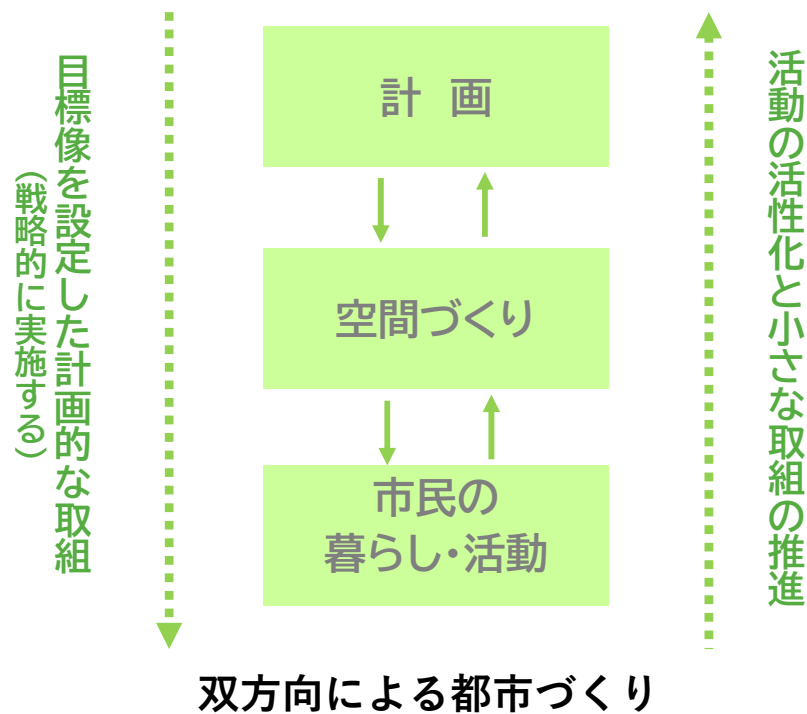 目標像を設定した計画的な取組
（戦略的に実施する）
計 画
空間づくり
市民の
暮らし・活動
活動の活性化と小さな取組の推進
双方向による都市づくり